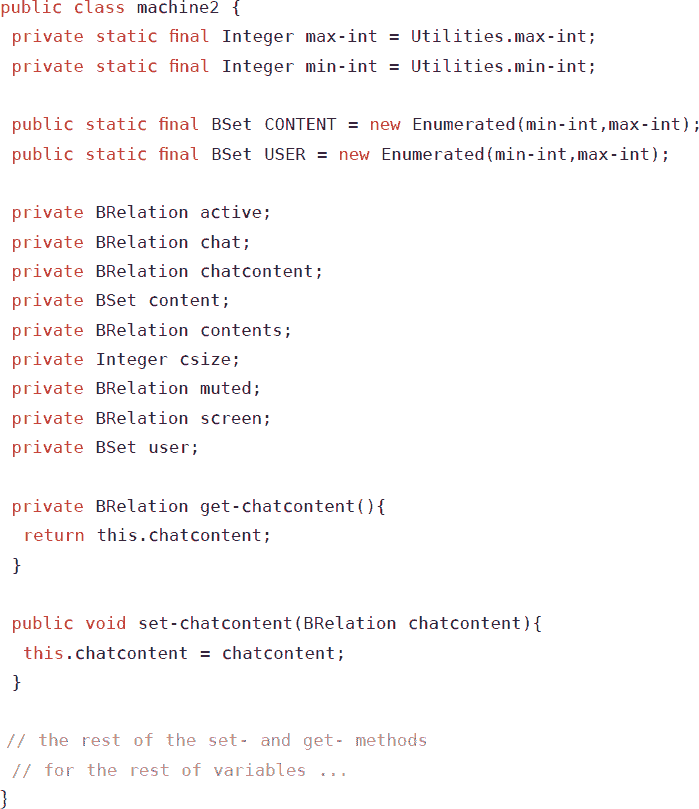 public class machine2 {
private static final Integer max-int = Utilities.max-int;
private static final Integer min-int = Utilities.min-int;
public static final BSet CONTENT = new Enumerated(min-int,max-int);
public static final BSet USER = new Enumerated(min-int,max-int);
private BRelation active;
private BRelation chat;
private BRelation chatcontent;
private BSet content;
private BRelation contents;
private Integer csize;
private BRelation muted;
private BRelation screen;
private BSet user;
private BRelation get-chatcontent(){
return this.chatcontent;
}
public void set-chatcontent(BRelation chatcontent){
this.chatcontent = chatcontent;
}
// the rest of the set- and get- methods
// for the rest of variables ...
}